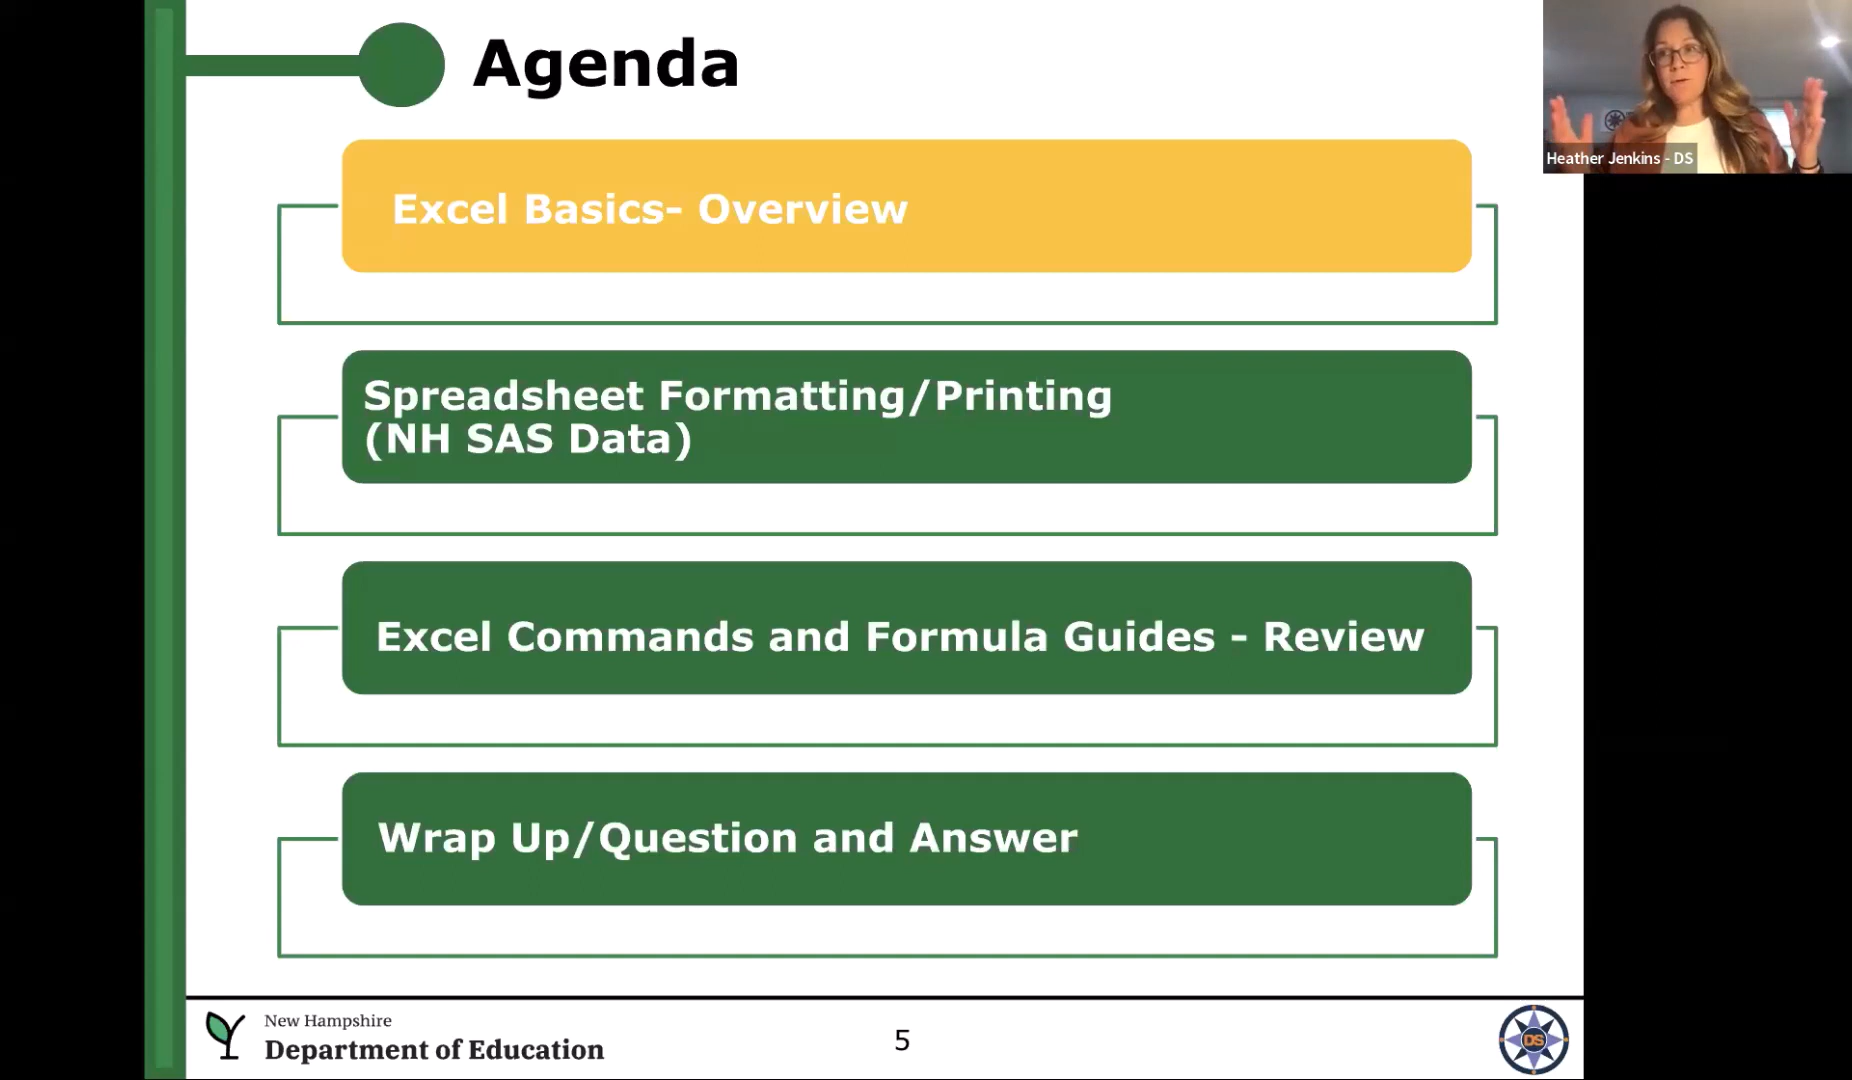 Agenda
Heather Jenkins - DS
Excel Basics- Overview
Spreadsheet Formatting/Printing
(NH SAS Data)
Excel Commands and Formula Guides - Review
Wrap Up/Question and Answer
New Hampshire
Department of Education
5
DS